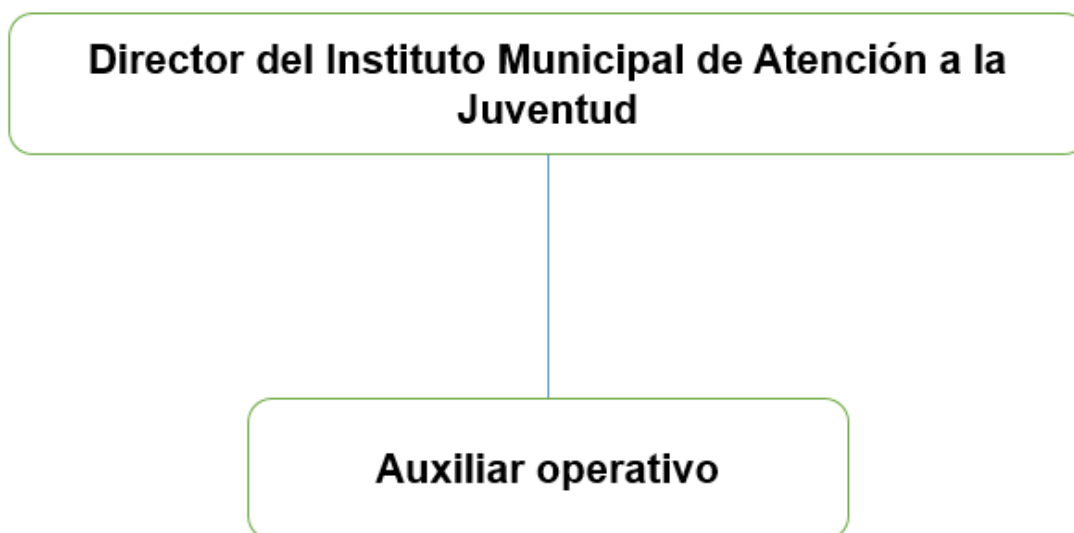 Director del Instituto Municipal de Atención a la
Juventud
Auxiliar operativo